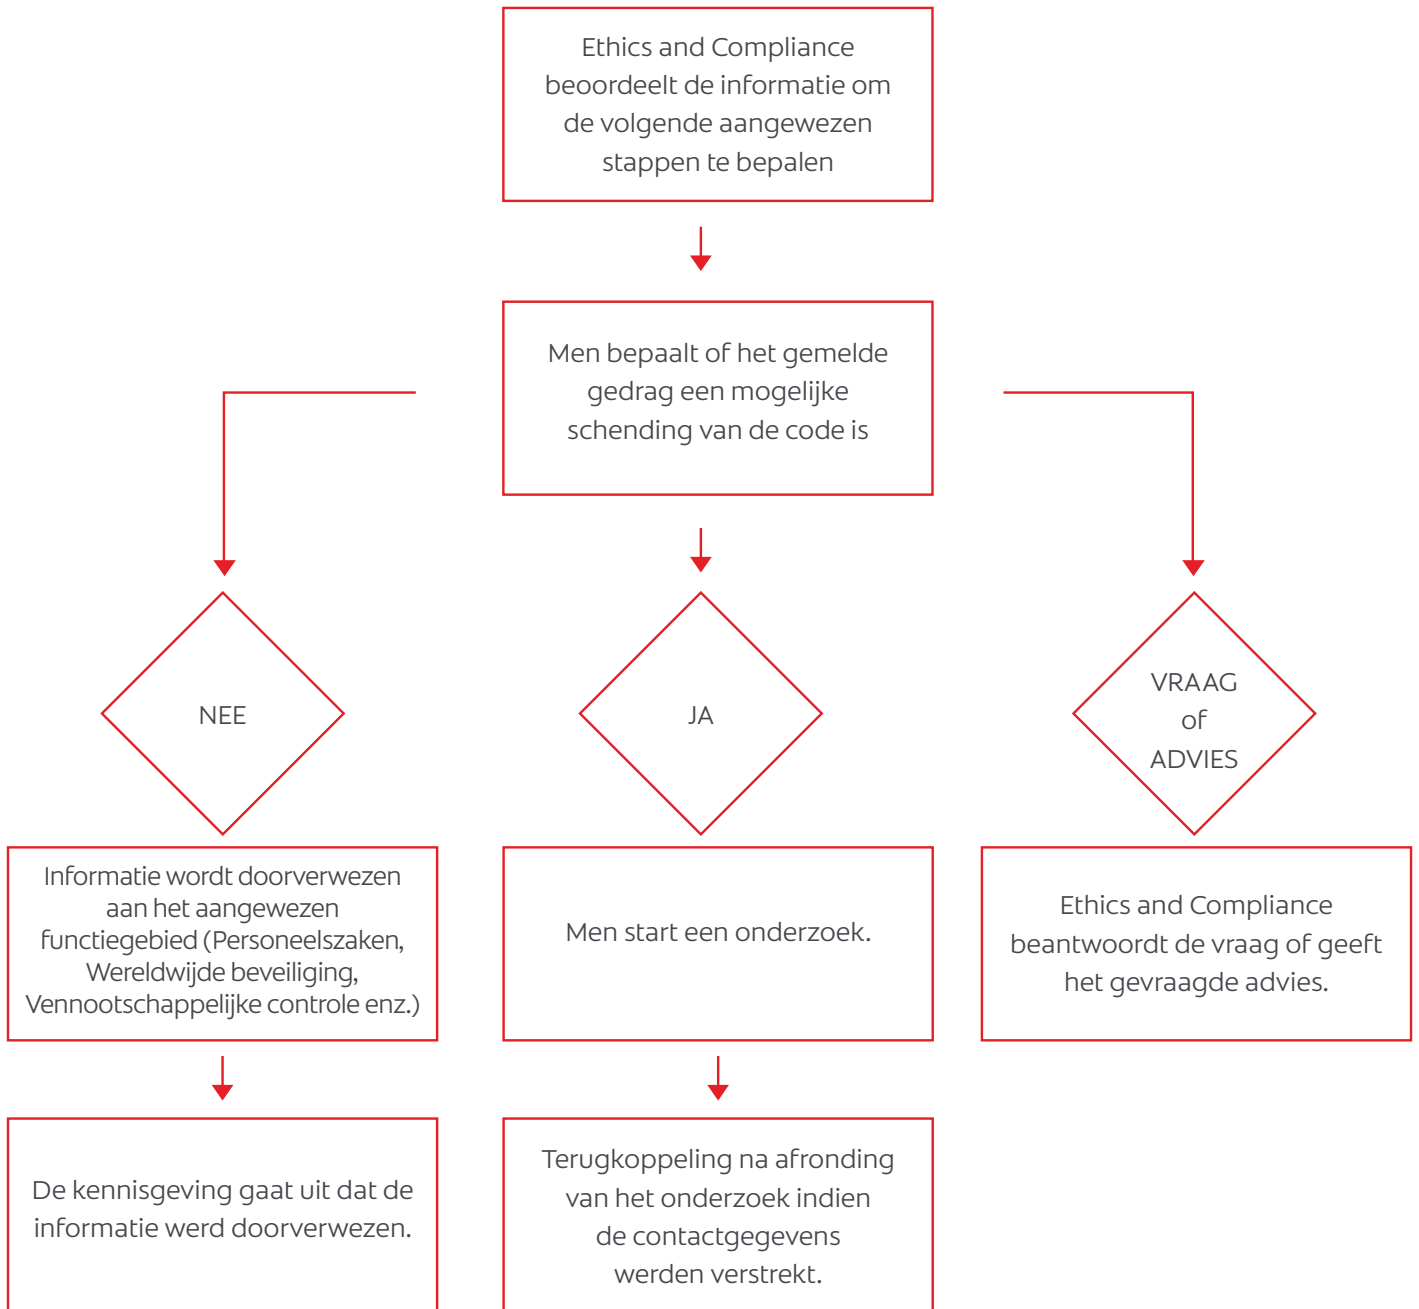 Ethics and Compliance
beoordeelt de informatie om
de volgende aangewezen
stappen te bepalen
Men bepaalt of het gemelde
gedrag een mogelijke
schending van de code is
NEE
JA
VRAAG
of
ADVIES
Informatie wordt doorverwezen
aan het aangewezen
functiegebied (Personeelszaken,
Wereldwijde beveiliging,
Vennootschappelijke controle enz.)
Men start een onderzoek.
Ethics and Compliance
beantwoordt de vraag of geeft
het gevraagde advies.
De kennisgeving gaat uit dat de
informatie werd doorverwezen.
Terugkoppeling na afronding
van het onderzoek indien
de contactgegevens
werden verstrekt.